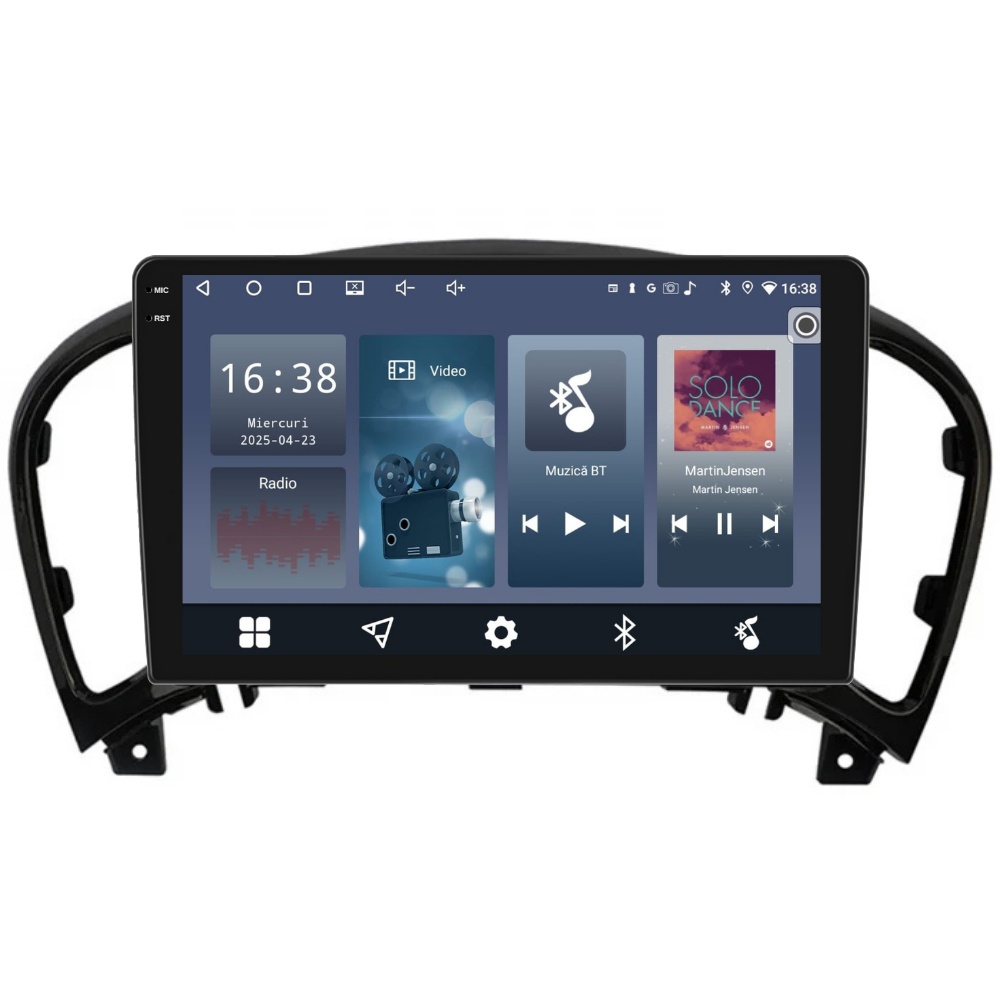 MIC
RST
16:38
16:38
Miercuri
2025-04-23
Radio
Video
Muzică BT
SOLO
DANCE
MARTIN JENSEN
MartinJensen
Martin Jensen